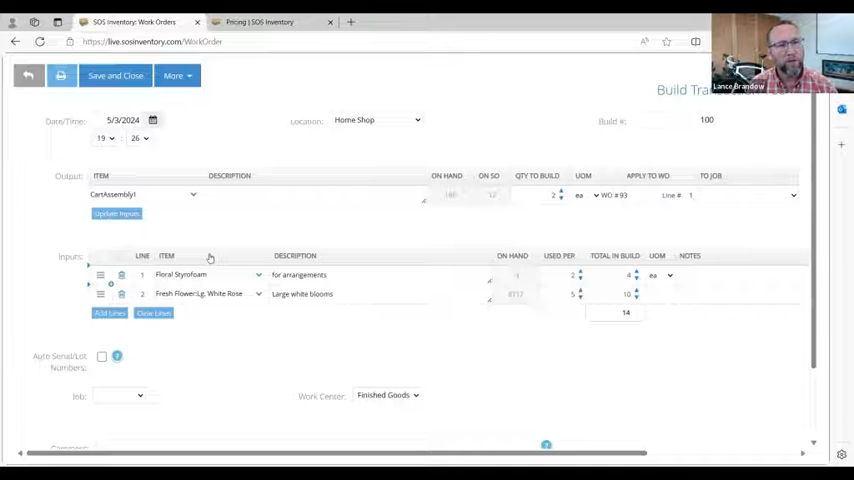 SOS Inventory: Work Orders
Pricing | SOS Inventory
https://live.sosinventory.com/WorkOrder
Lance Brandow
Save and Close
More
Build
Date/Time:
5/3/2024
Location:
Home Shop
Build #:
100
19 : 26
Output:
ITEM DESCRIPTION ON HAND ON SO QTY TO BUILD UOM APPLY TO WO TO JOB
CartAssembly1 12 2 ea WO #93 Line # 1
Update Inputs
Inputs:
LINE ITEM DESCRIPTION ON HAND USED PER TOTAL IN BUILD UOM NOTES
1 Floral Styrofoam for arrangements 2 4 ea
2 Fresh Flower:Lg. White Rose Large white blooms 5 10
Add Lines Clear Lines 14
Auto Serial/Lot
Numbers:
?
Job:
Work Center:
Finished Goods
Comment:
?